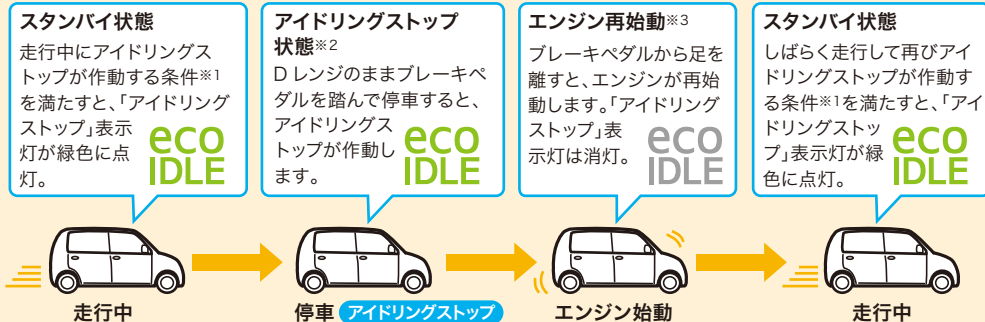 スタンバイ状態
走行中にアイドリングス
トップが作動する条件※1
を満たすと、「アイドリング
ストップ」表示
灯が緑色に点
灯。
eco
IDLE
アイドリングストップ
状態※2
D レンジのままブレーキペ
ダルを踏んで停車すると、
アイドリングス
トップが作動し
ます。
eco
IDLE
エンジン再始動※3
ブレーキペダルから足を
離すと、エンジンが再始
動します。「アイドリング
ストップ」表
示灯は消灯。
eco
IDLE
スタンバイ状態
しばらく走行して再びアイ
ドリングストップが作動す
る条件※1を満たすと、「アイ
ドリングストッ
プ」表示灯が緑
色に点灯。
eco
IDLE
走行中
停車 アイドリングストップ
エンジン始動
走行中